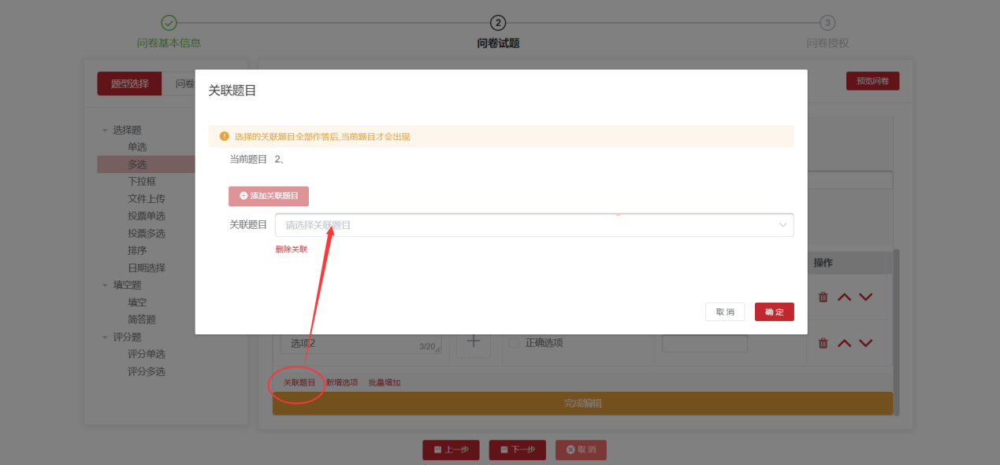 2 3
问卷基本信息 问卷试题 问卷授权
题型选择 问卷 预览问卷
关联题目
选择的关联题目全部作答后,当前题目才会出现
当前题目 2、
添加关联题目
关联题目 请选择关联题目
删除关联
取 消 确 定
选择题
单选
多选
下拉框
文件上传
投票单选
投票多选
排序
日期选择
填空题
填空
简答题
评分题
评分单选
评分多选
操作
选项2 3/20 正确选项
关联题目 新增选项 批量增加
完成编辑
上一步 下一步 取 消